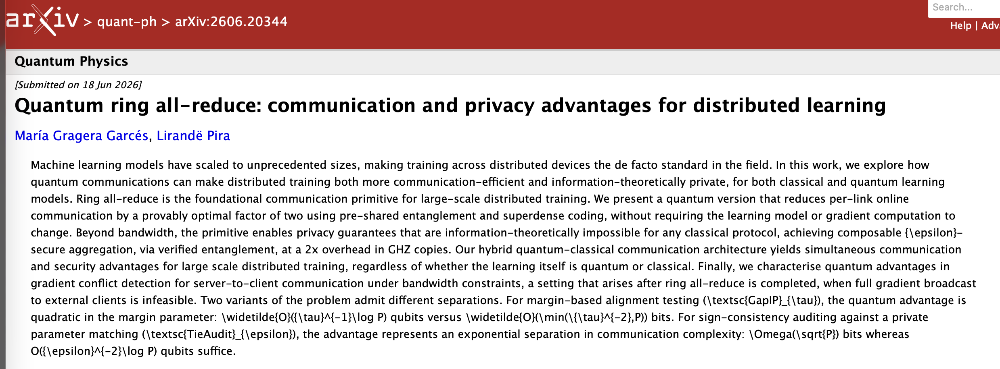 Search...
arXiv > quant-ph > arXiv:2606.20344
Help |
Quantum Physics
[Submitted on 18 Jun 2026]
Quantum ring all-reduce: communication and privacy advantages for distributed learning
María Gragera Garcés, Lirandë Pira
Machine learning models have scaled to unprecedented sizes, making training across distributed devices the de facto standard in the field. In this work, we explore how
quantum communications can make distributed training both more communication-efficient and information-theoretically private, for both classical and quantum learning
models. Ring all-reduce is the foundational communication primitive for large-scale distributed training. We present a quantum version that reduces per-link online
communication by a provably optimal factor of two using pre-shared entanglement and superdense coding, without requiring the learning model or gradient computation to
change. Beyond bandwidth, the primitive enables privacy guarantees that are information-theoretically impossible for any classical protocol, achieving composable {\epsilon}-
secure aggregation, via verified entanglement, at a 2x overhead in GHZ copies. Our hybrid quantum-classical communication architecture yields simultaneous communication
and security advantages for large scale distributed training, regardless of whether the learning itself is quantum or classical. Finally, we characterise quantum advantages in
gradient conflict detection for server-to-client communication under bandwidth constraints, a setting that arises after ring all-reduce is completed, when full gradient broadcast
to external clients is infeasible. Two variants of the problem admit different separations. For margin-based alignment testing (\textsc{GapIP}_{\tau}), the quantum advantage is
quadratic in the margin parameter: \widetilde{O}({\tau}^{-1}\log P) qubits versus \widetilde{O}(\min(\{\tau}^{-2},P)) bits. For sign-consistency auditing against a private
parameter matching (\textsc{TieAudit}_{\epsilon}), the advantage represents an exponential separation in communication complexity: \Omega(\sqrt{P}) bits whereas
O({\epsilon}^{-2}\log P) qubits suffice.